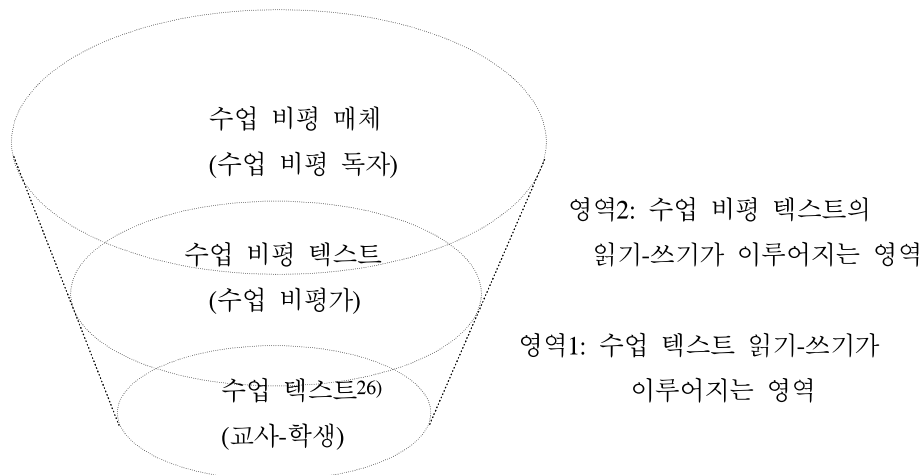 수업 비평 매체
(수업 비평 독자)
영역2: 수업 비평 텍스트의
읽기-쓰기가 이루어지는 영역
수업 비평 텍스트
(수업 비평가)
영역1: 수업 텍스트 읽기-쓰기가
이루어지는 영역
수업 텍스트26)
(교사-학생)